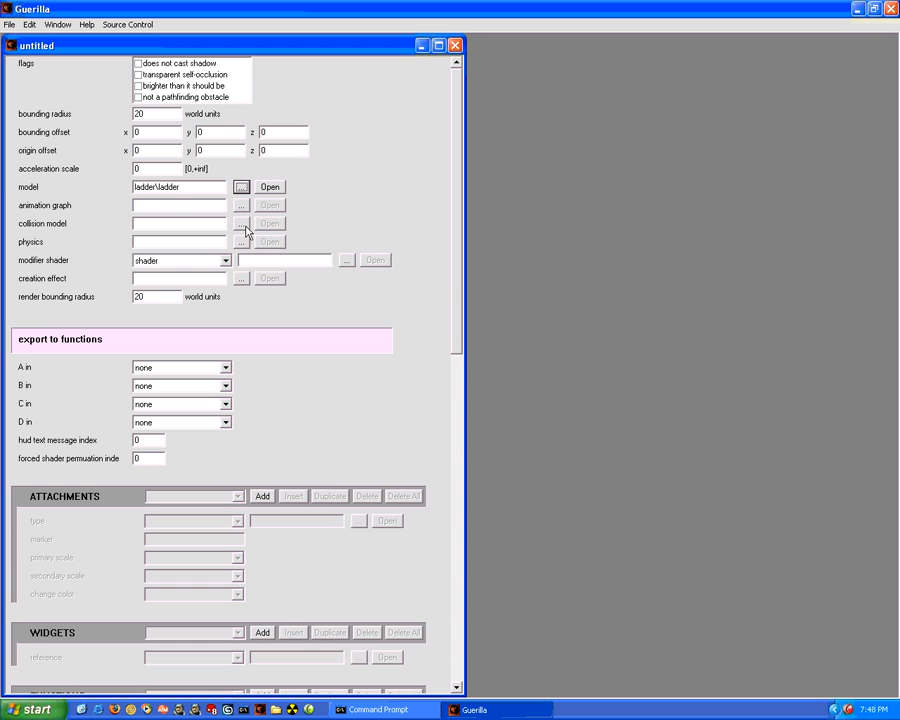 Guerilla
File Edit Window Help Source Control
untitled
flags
does not cast shadow
transparent self-occlusion
brighter than it should be
not a pathfinding obstacle
bounding radius 20 world units
bounding offset x 0 y 0 z 0
origin offset x 0 y 0 z 0
acceleration scale 0 [0,+inf]
model ladder\ladder ... Open
animation graph ... Open
collision model ... Open
physics ... Open
modifier shader shader ... Open
creation effect ... Open
render bounding radius 20 world units
export to functions
A in none
B in none
C in none
D in none
hud text message index 0
forced shader permuation inde 0
ATTACHMENTS Add Insert Duplicate Delete Delete All
type ... Open
marker
primary scale
secondary scale
change color
WIDGETS Add Insert Duplicate Delete Delete All
reference ... Open
start Command Prompt Guerilla 7:48 PM